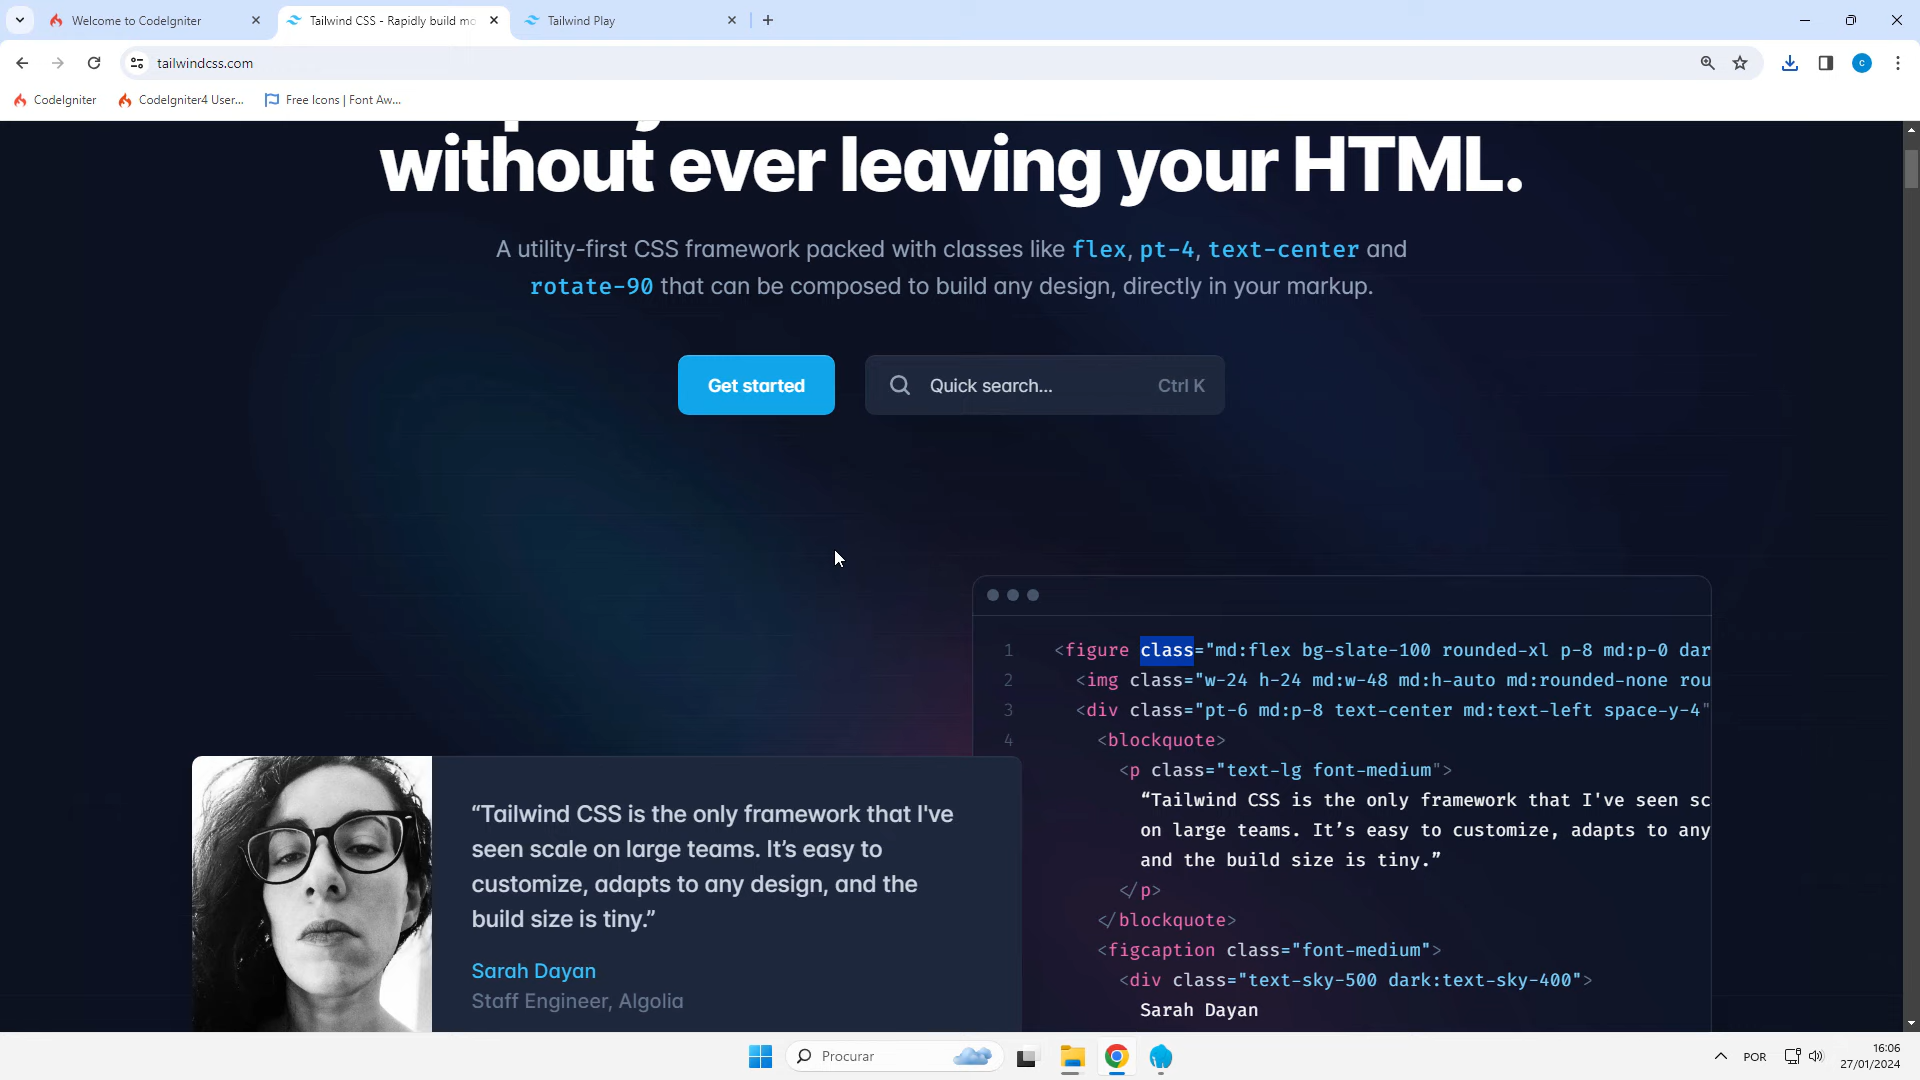 Welcome to CodeIgniter
Tailwind CSS - Rapidly build mo
Tailwind Play
tailwindcss.com
C
CodeIgniter
CodeIgniter4 User...
Free Icons | Font Aw...
without ever leaving your HTML.
A utility-first CSS framework packed with classes like flex, pt-4, text-center and
rotate-90 that can be composed to build any design, directly in your markup.
Get started
Quick search...
Ctrl K
1 <figure class="md:flex bg-slate-100 rounded-xl p-8 md:p-0 dar
2 <img class="w-24 h-24 md:w-48 md:h-auto md:rounded-none rou
3 <div class="pt-6 md:p-8 text-center md:text-left space-y-4"
4 <blockquote>
<p class="text-lg font-medium">
“Tailwind CSS is the only framework that I've seen sc
on large teams. It’s easy to customize, adapts to any
and the build size is tiny.”
</p>
</blockquote>
<figcaption class="font-medium">
<div class="text-sky-500 dark:text-sky-400">
Sarah Dayan
“Tailwind CSS is the only framework that I've
seen scale on large teams. It’s easy to
customize, adapts to any design, and the
build size is tiny.”
Sarah Dayan
Staff Engineer, Algolia
Procurar
POR
16:06
27/01/2024